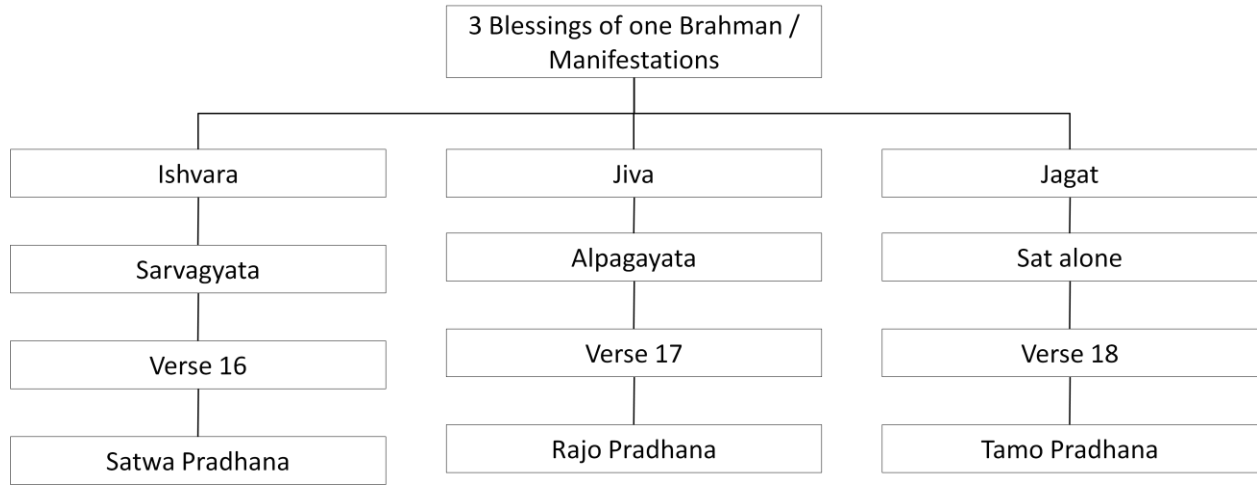 3 Blessings of one Brahman /
Manifestations
Ishvara
Jiva
Jagat
Sarvagyata
Alpagayata
Sat alone
Verse 16
Verse 17
Verse 18
Satwa Pradhana
Rajo Pradhana
Tamo Pradhana